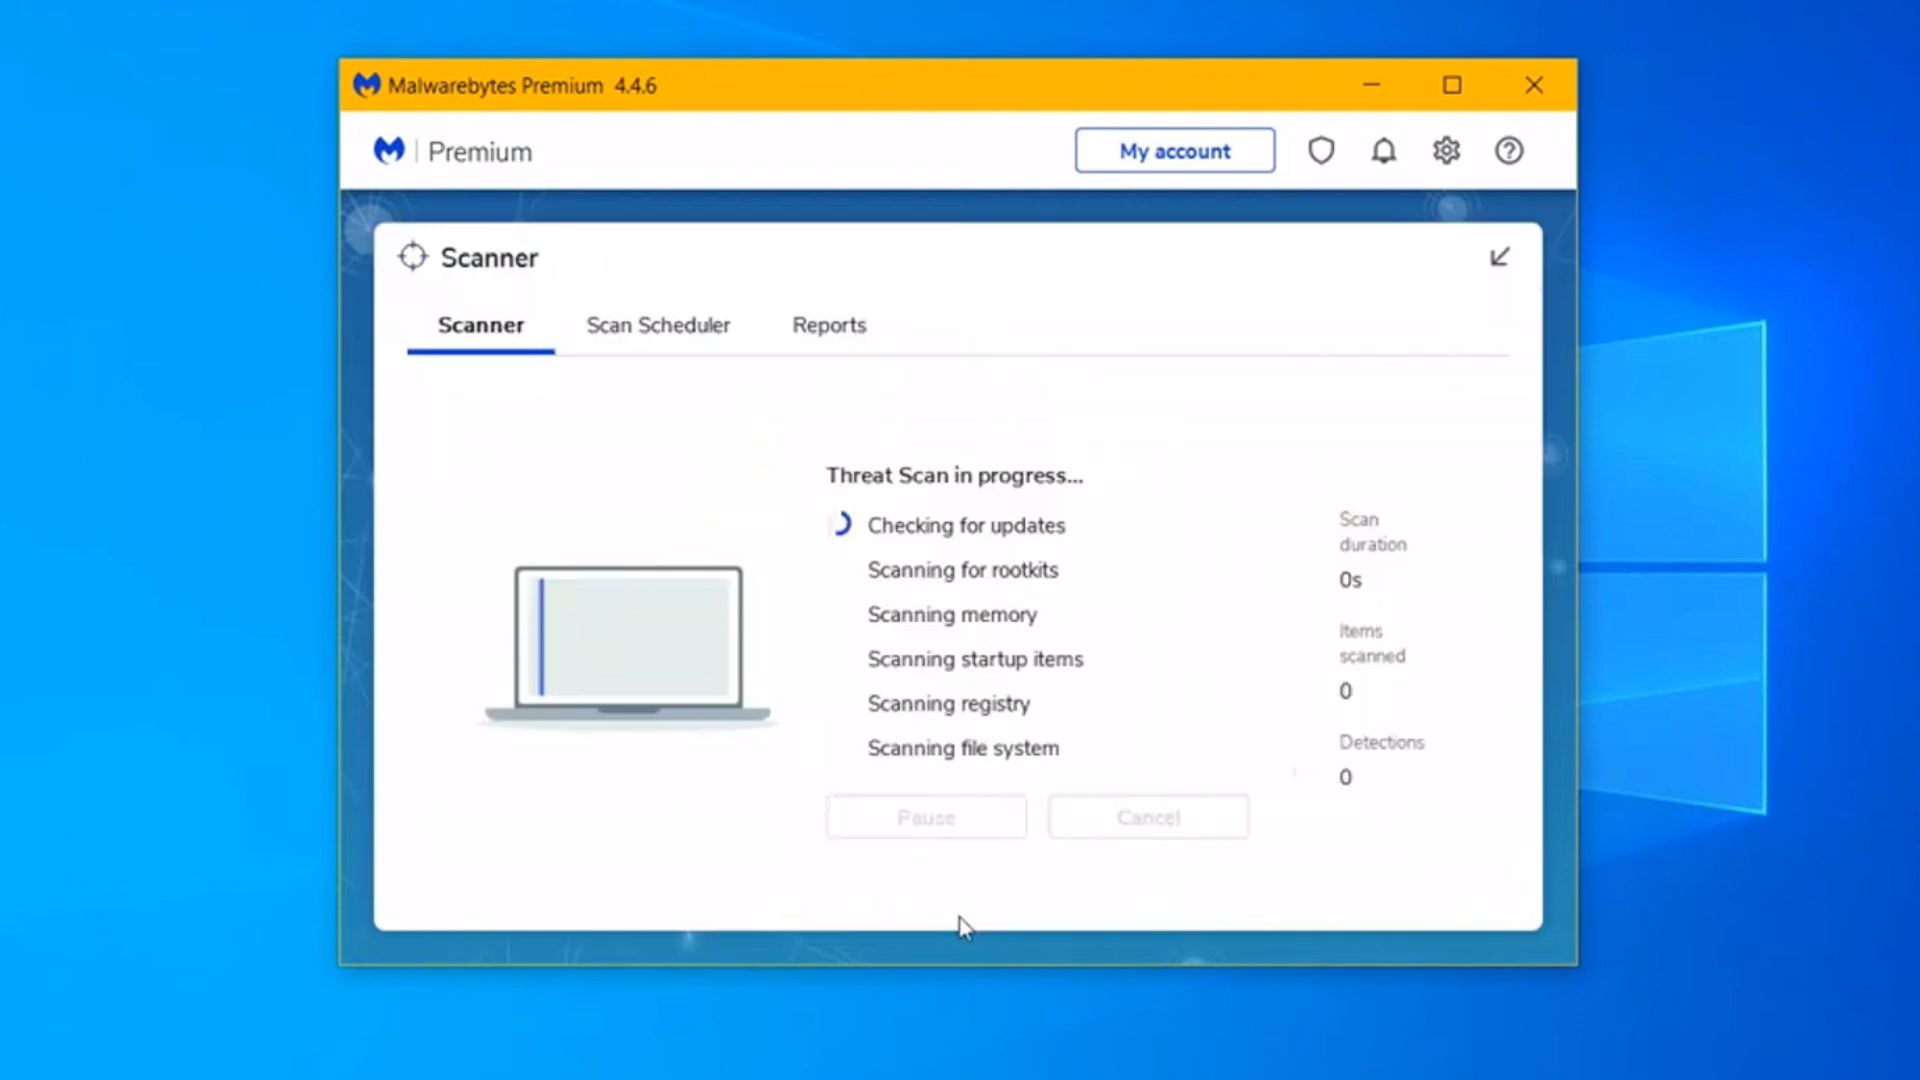 Malwarebytes Premium 4.4.6
Premium
My account
Scanner
Scanner
Scan Scheduler
Reports
Threat Scan in progress...
Checking for updates
Scanning for rootkits
Scanning memory
Scanning startup items
Scanning registry
Scanning file system
Scan
duration
0s
Items
scanned
0
Detections
0
Pause
Cancel